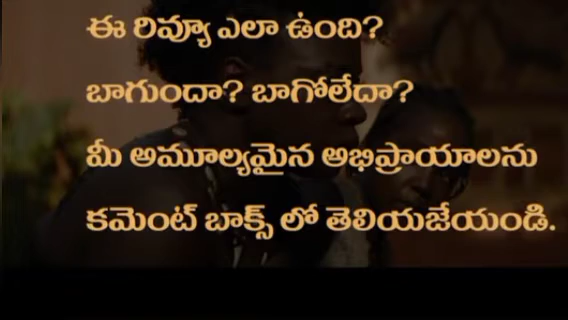 ఈ రివ్యూ ఎలా ఉంది?
బాగుందా? బాగోలేదా?
మీ అమూల్యమైన అభిప్రాయాలను
కమెంట్ బాక్స్ లో తెలియజేయండి.